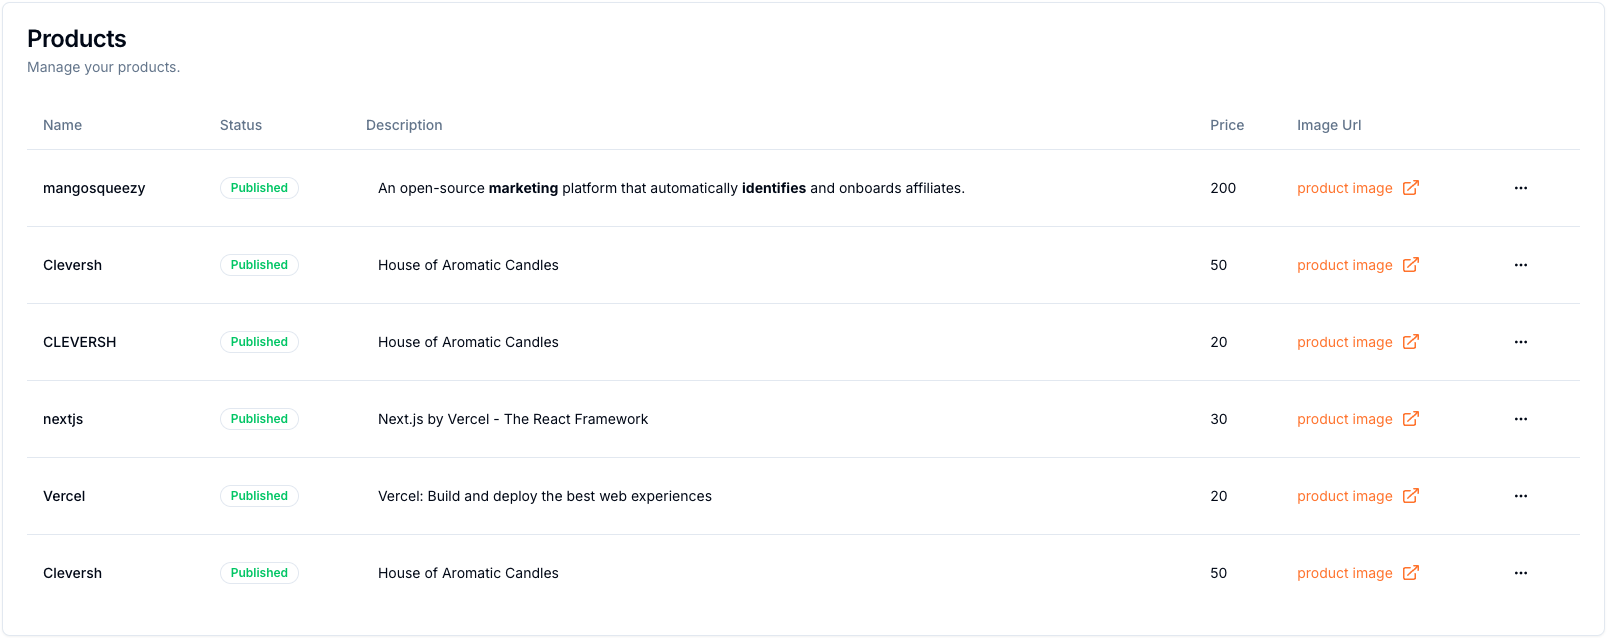 Products
Manage your products.
Name Status Description Price Image Url
mangosqueezy Published An open-source marketing platform that automatically identifies and onboards affiliates. 200 product image
Cleversh Published House of Aromatic Candles 50 product image
CLEVERSH Published House of Aromatic Candles 20 product image
nextjs Published Next.js by Vercel - The React Framework 30 product image
Vercel Published Vercel: Build and deploy the best web experiences 20 product image
Cleversh Published House of Aromatic Candles 50 product image